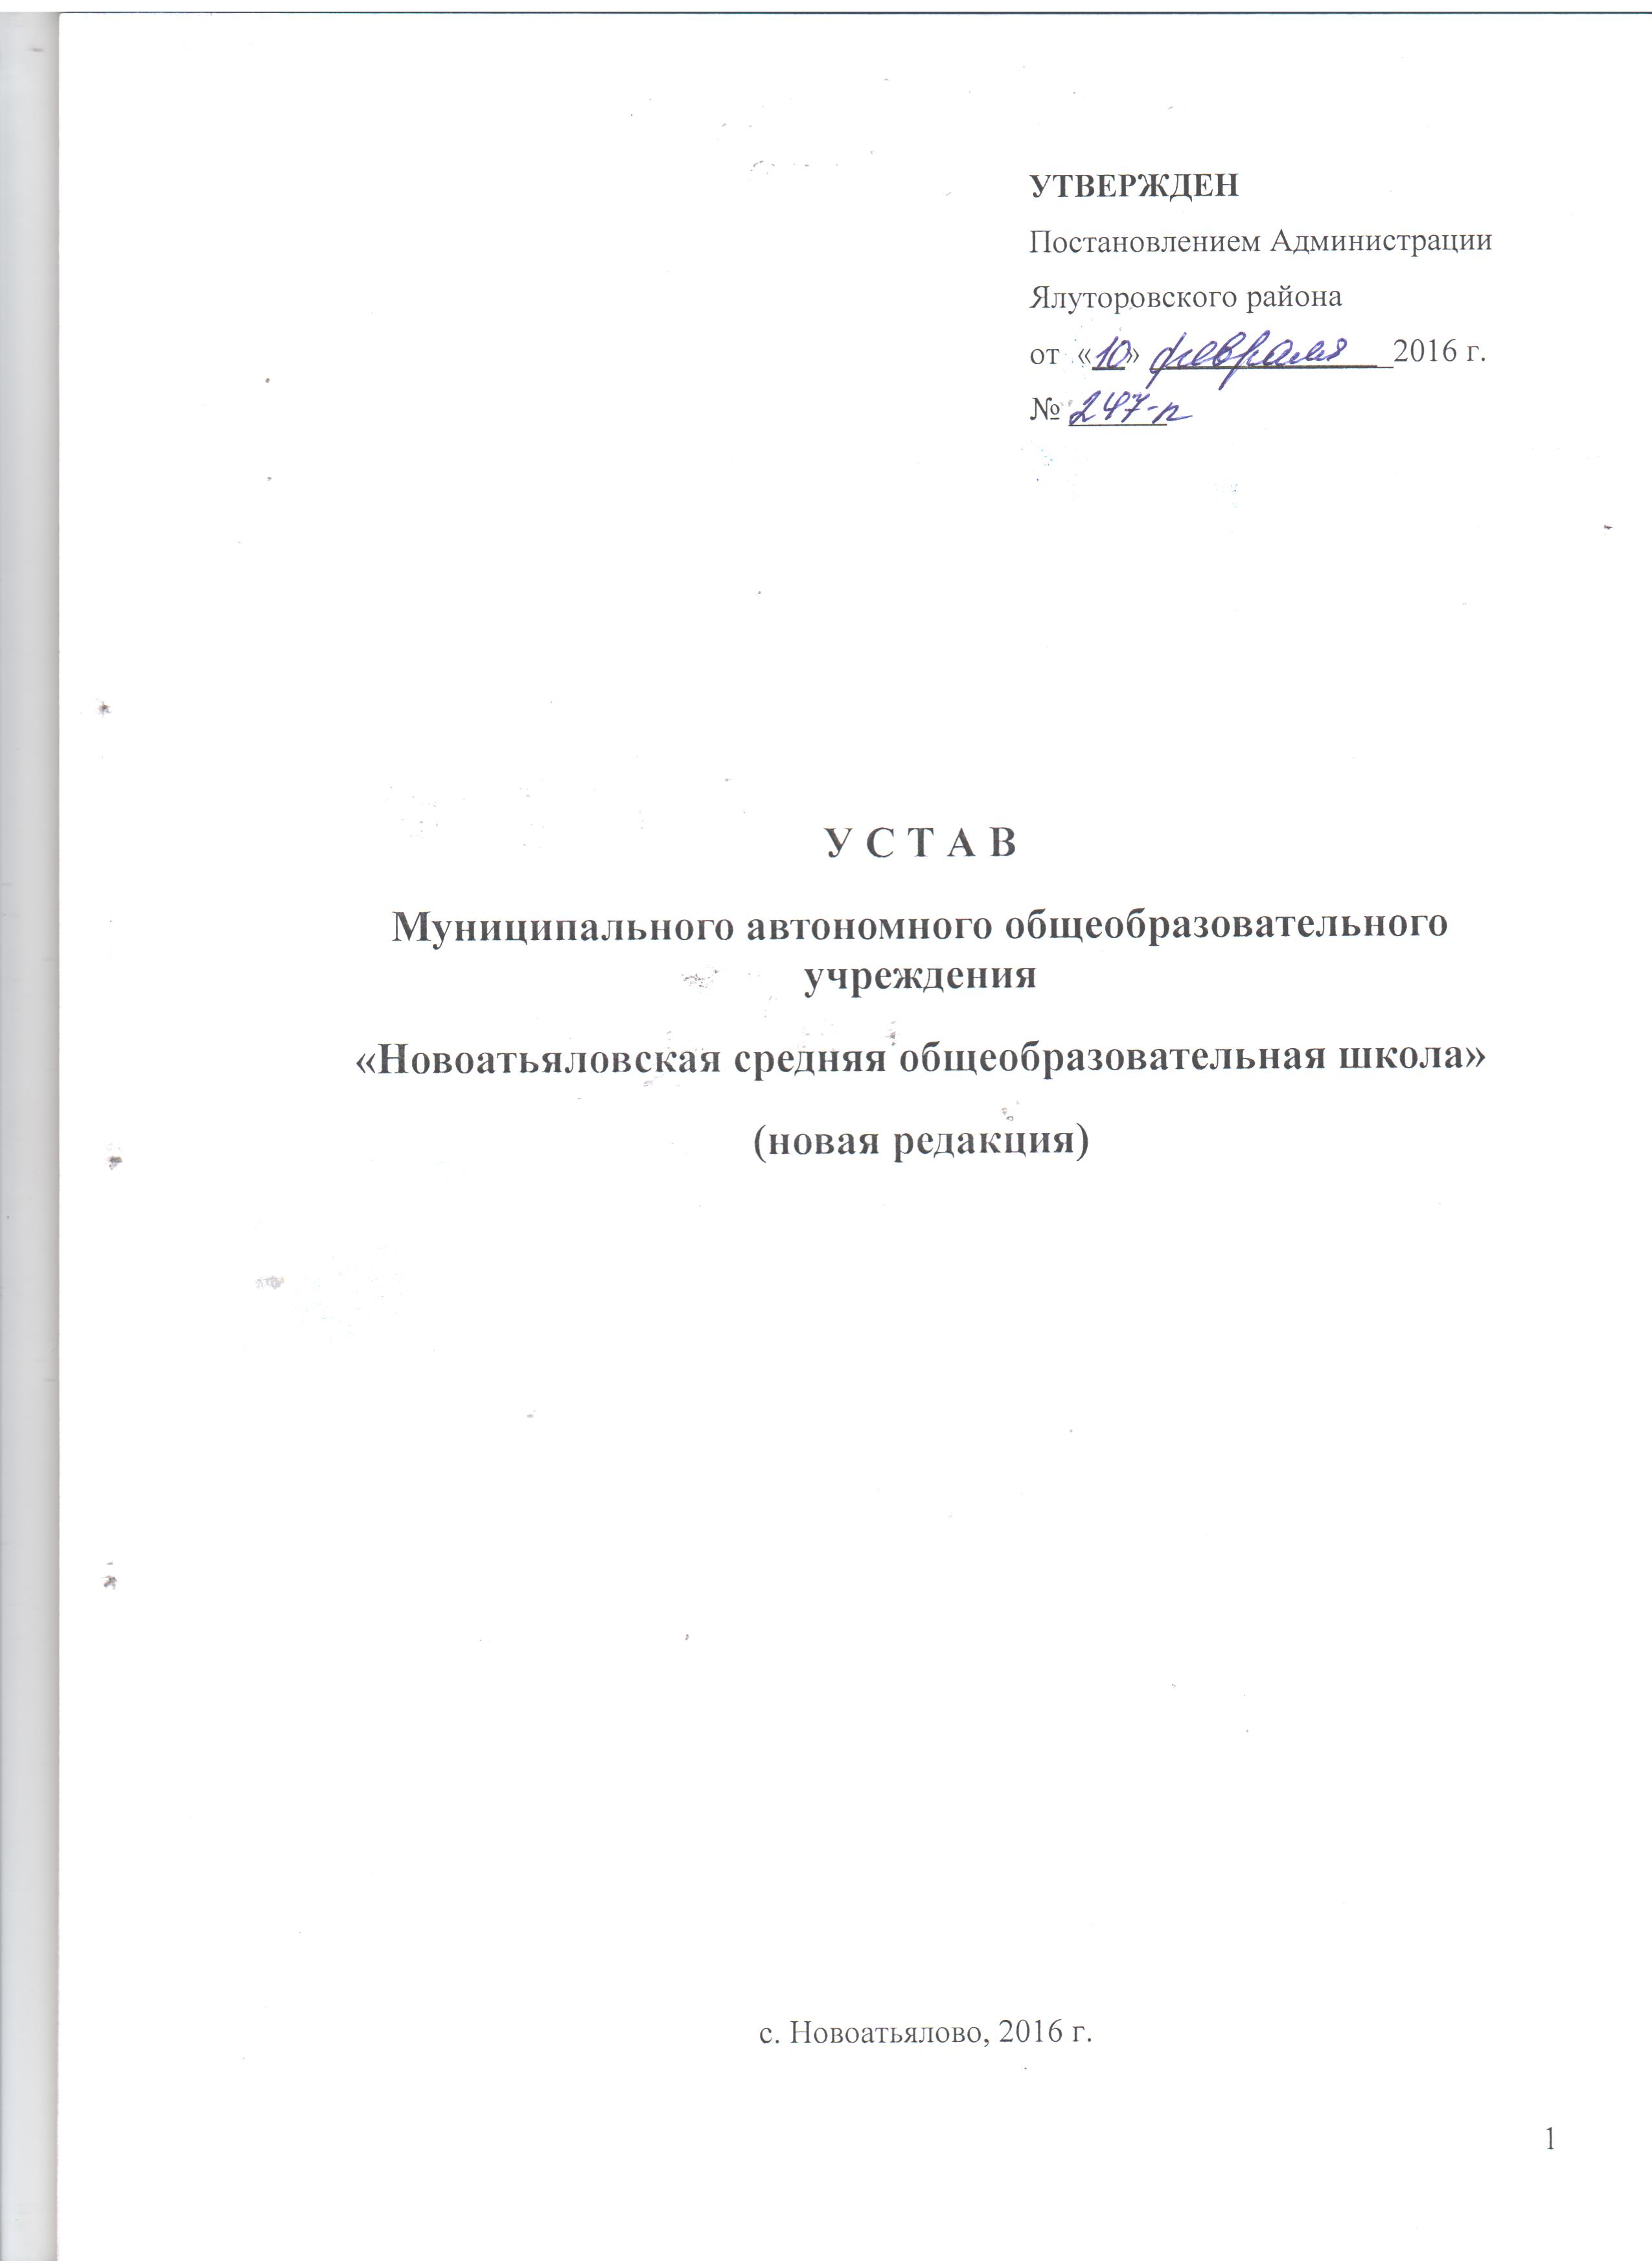 УТВЕРЖДЕН
Постановлением Администрации
Ялуторовского района
от «10» февраля 2016 г.
№ 247-п
У С Т А В
Муниципального автономного общеобразовательного
учреждения
«Новоатьяловская средняя общеобразовательная школа»
(новая редакция)
с. Новоатьялово, 2016 г.
1